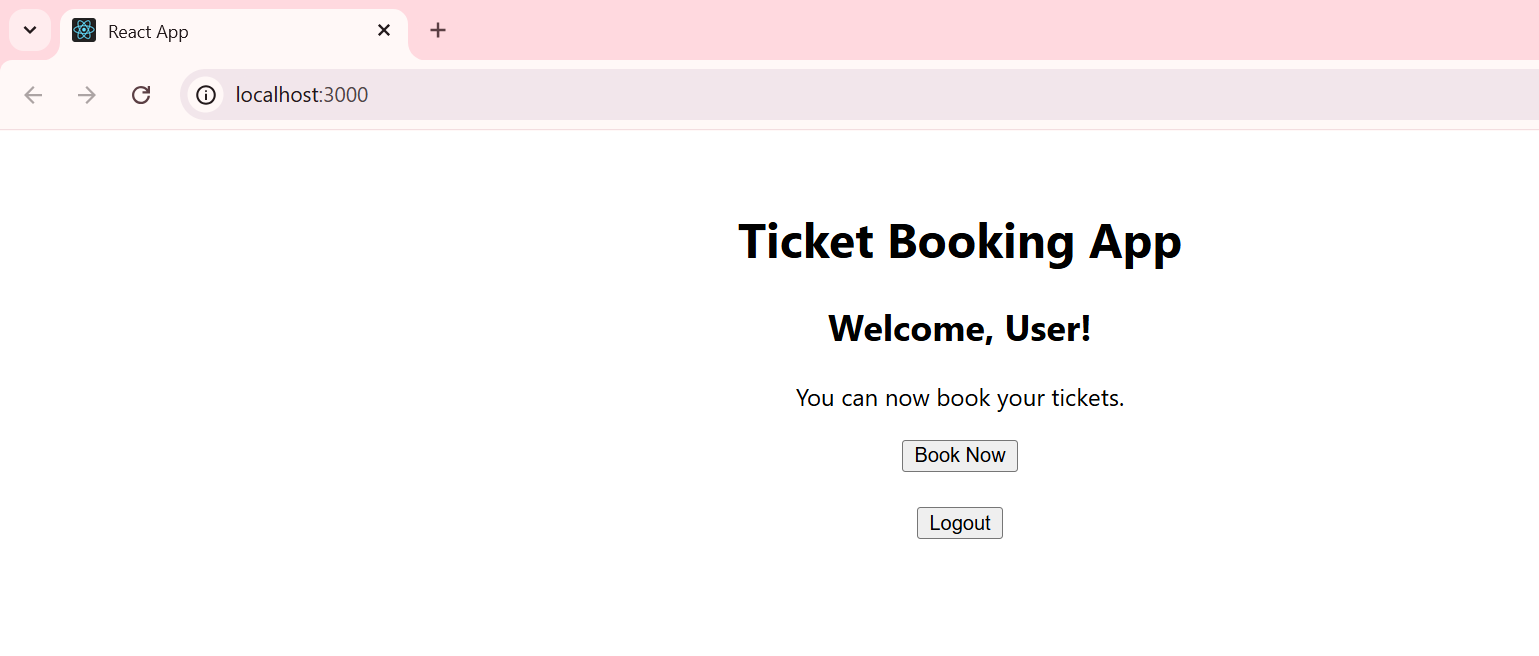 React App
localhost:3000
Ticket Booking App
Welcome, User!
You can now book your tickets.
Book Now
Logout